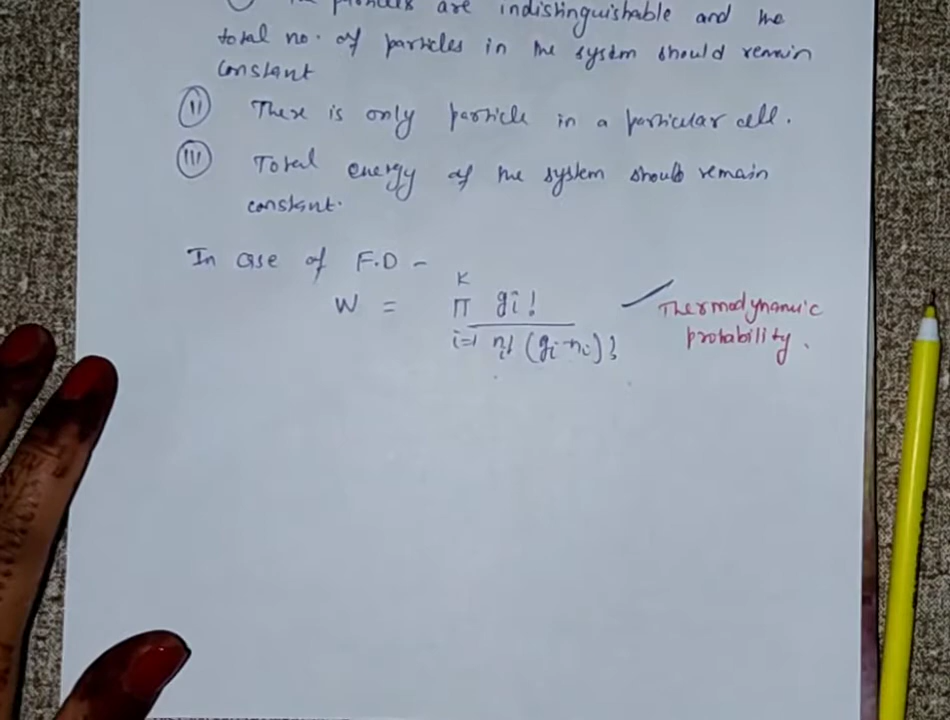 particles are indistinguishable and the
total no. of particles in the system should remain
constant
(II) There is only particle in a particular cell.
(III) Total energy of the system should remain
constant.
In case of F.D -
K
W = Π gi!
i=1 ni! (gi-ni)!
Thermodynamic
probability.